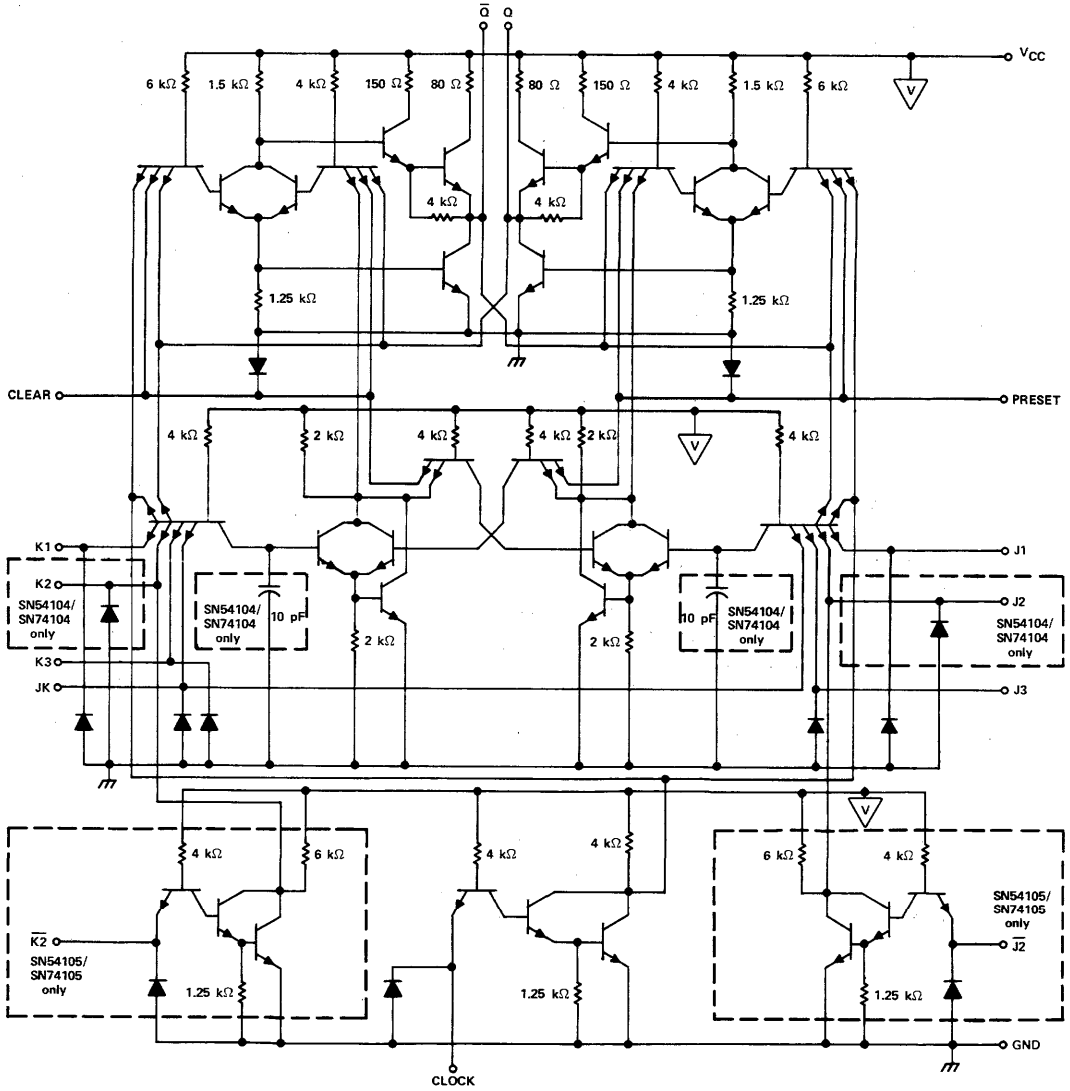 Q̅ Q
VCC
6 kΩ 1.5 kΩ 4 kΩ 150 Ω 80 Ω 80 Ω 150 Ω 4 kΩ 1.5 kΩ 6 kΩ
V
4 kΩ 4 kΩ
1.25 kΩ 1.25 kΩ
CLEAR PRESET
4 kΩ 2 kΩ 4 kΩ 4 kΩ 2 kΩ 4 kΩ
V
K1 J1
K2 J2
SN54104/
SN74104
only
SN54104/
SN74104
only
10 pF
SN54104/
SN74104
only
10 pF
SN54104/
SN74104
only
2 kΩ 2 kΩ
K3
JK J3
V
4 kΩ 6 kΩ 4 kΩ 4 kΩ 6 kΩ 4 kΩ
SN54105/
SN74105
only
K̅2̅ J̅2̅
SN54105/
SN74105
only
1.25 kΩ 1.25 kΩ 1.25 kΩ
GND
CLOCK